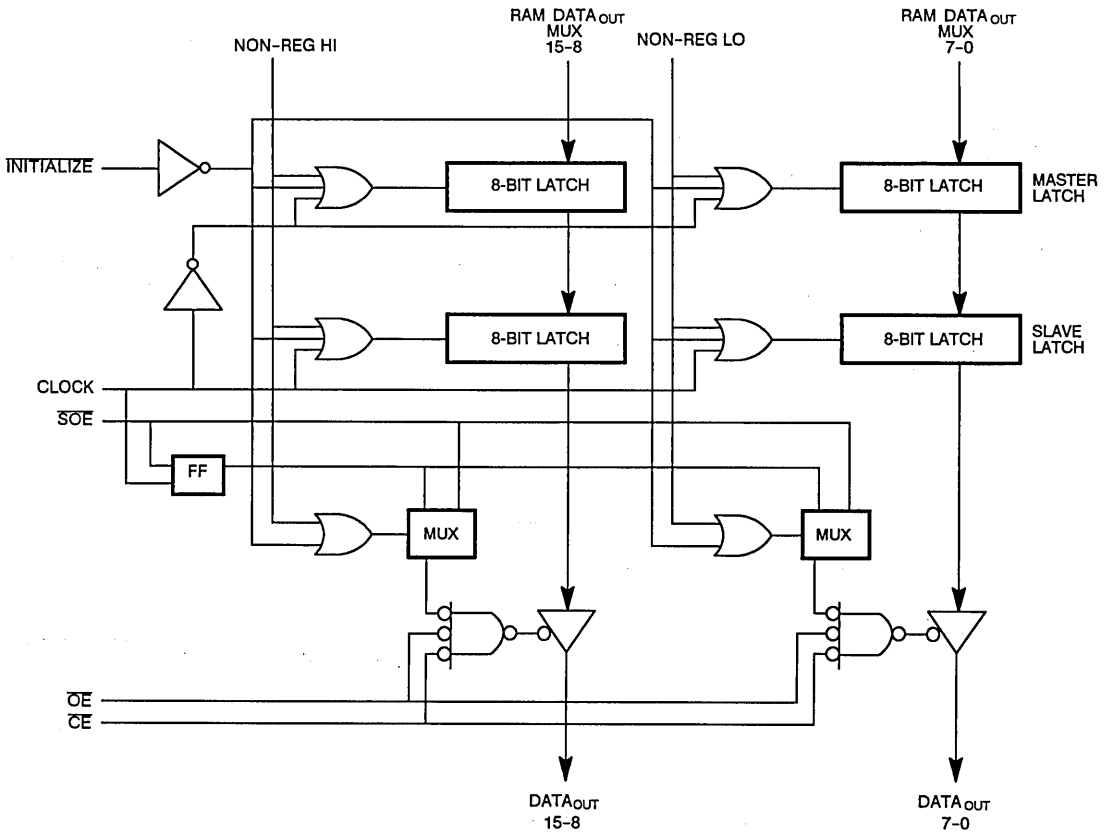 RAM DATAOUT
MUX
15-8
RAM DATAOUT
MUX
7-0
NON-REG HI
NON-REG LO
INITIALIZE
8-BIT LATCH
8-BIT LATCH
MASTER
LATCH
8-BIT LATCH
8-BIT LATCH
SLAVE
LATCH
CLOCK
SOE
FF
MUX
MUX
OE
CE
DATAOUT
15-8
DATAOUT
7-0